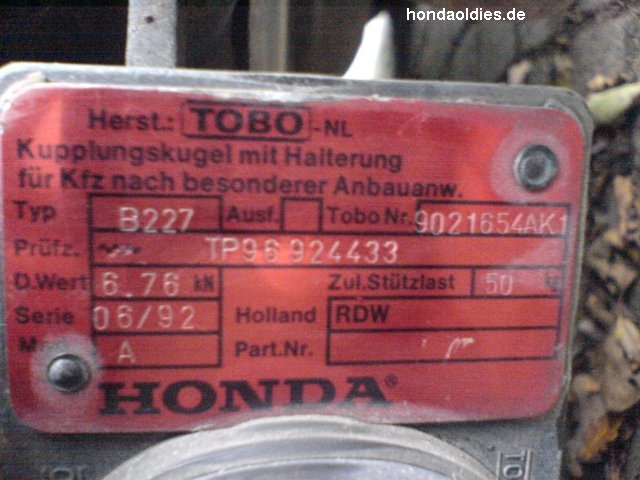 hondaoldies.de
Herst.: TOBO -NL
Kupplungskugel mit Halterung
für Kfz nach besonderer Anbauanw.
Typ B227 Ausf. Tobo Nr. 9021654AK1
Prüfz. TP96 924433
D.Wert 6.76 kN Zul.Stützlast 50
Serie 06/92 Holland RDW
M A Part.Nr.
HONDA®